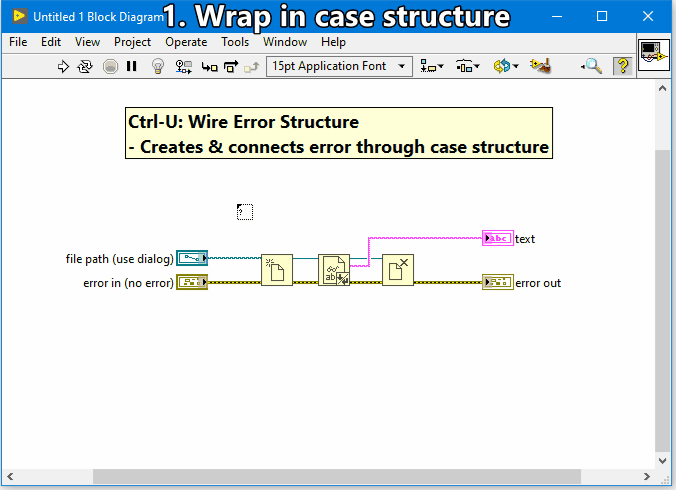 Untitled 1 Block Diagram
1. Wrap in case structure
File Edit View Project Operate Tools Window Help
15pt Application Font
?
Ctrl-U: Wire Error Structure
- Creates & connects error through case structure
?
abc
text
file path (use dialog)
ab
error in (no error)
error out